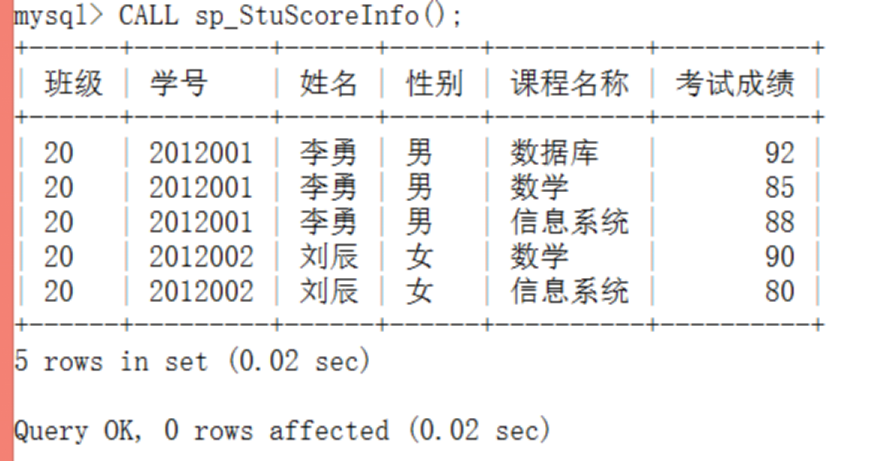 mysql> CALL sp_StuScoreInfo();
+------+---------+------+------+----------+----------+
| 班级 | 学号    | 姓名 | 性别 | 课程名称 | 考试成绩 |
+------+---------+------+------+----------+----------+
| 20   | 2012001 | 李勇 | 男   | 数据库   |       92 |
| 20   | 2012001 | 李勇 | 男   | 数学     |       85 |
| 20   | 2012001 | 李勇 | 男   | 信息系统 |       88 |
| 20   | 2012002 | 刘辰 | 女   | 数学     |       90 |
| 20   | 2012002 | 刘辰 | 女   | 信息系统 |       80 |
+------+---------+------+------+----------+----------+
5 rows in set (0.02 sec)
Query OK, 0 rows affected (0.02 sec)